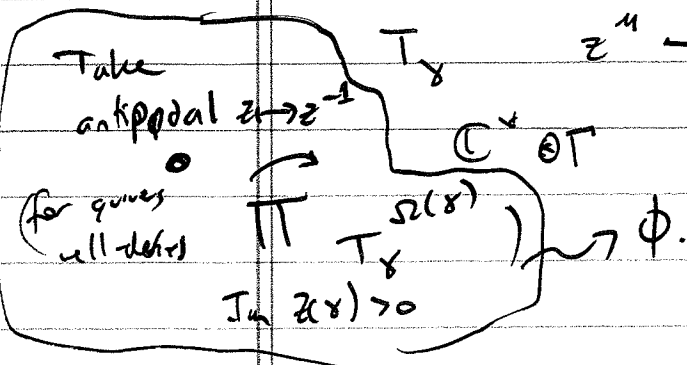 Take T_γ z^μ –
antipodal z ↦ z^{-1} ℂ^* ⊗ Γ
(for quivers ∏ T_γ^{Ω(γ)} ) ⇝ Φ.
well-defined
Im Z(γ) > 0